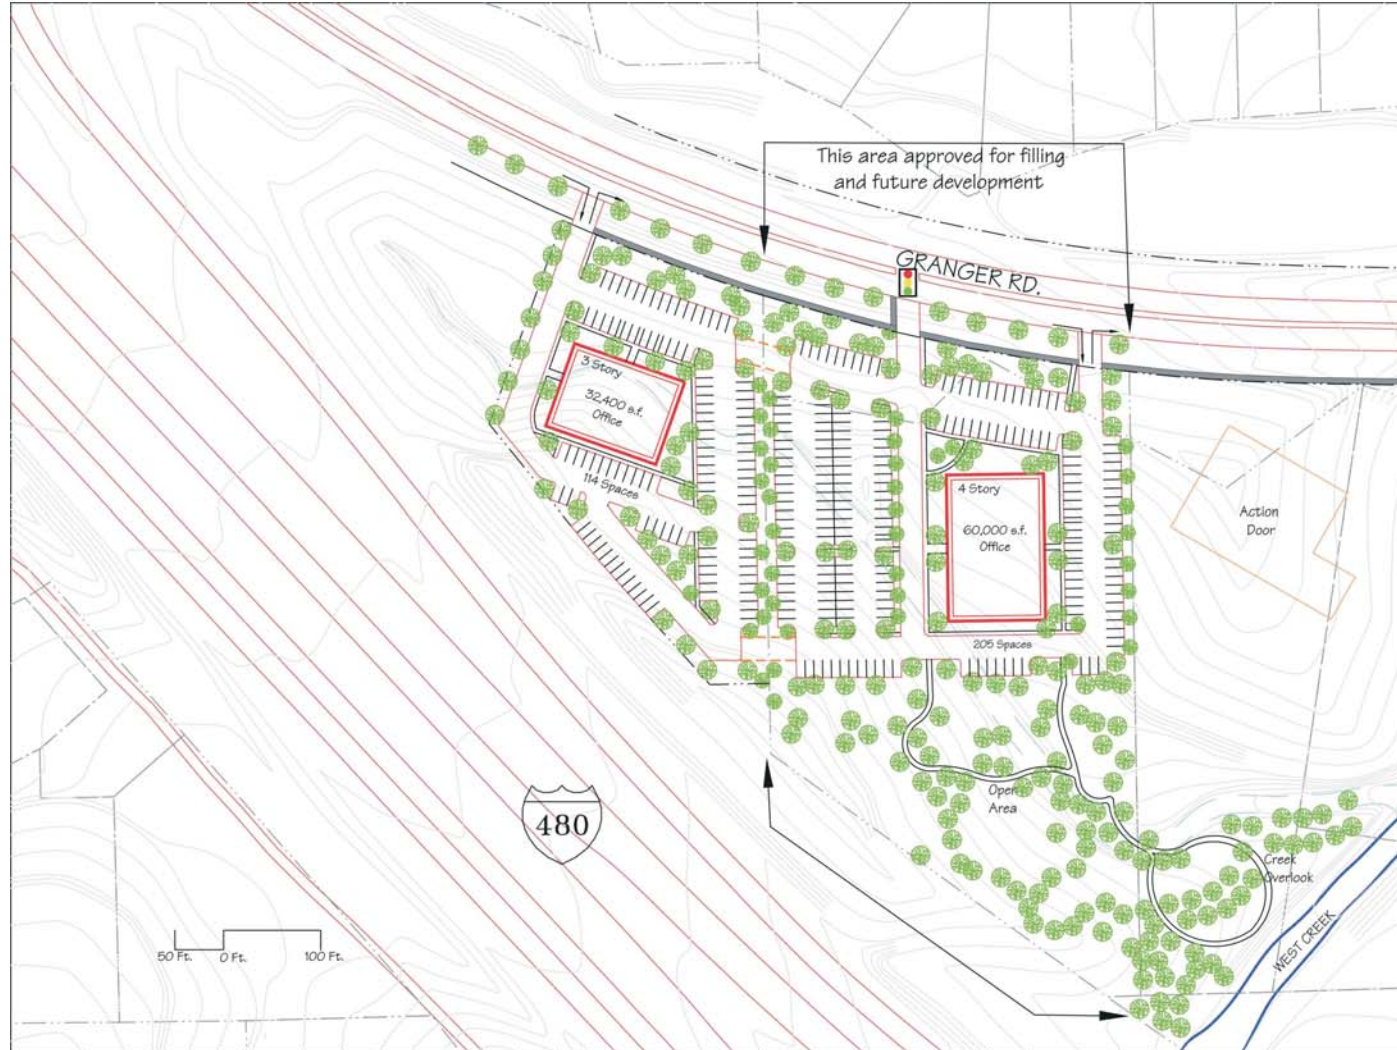 This area approved for filling
and future development
GRANGER RD.
3 Story
32,400 s.f.
Office
114 Spaces
4 Story
60,000 s.f.
Office
205 Spaces
Action
Door
Open
Area
480
Creek
Overlook
WEST CREEK
50 Ft.
0 Ft.
100 Ft.